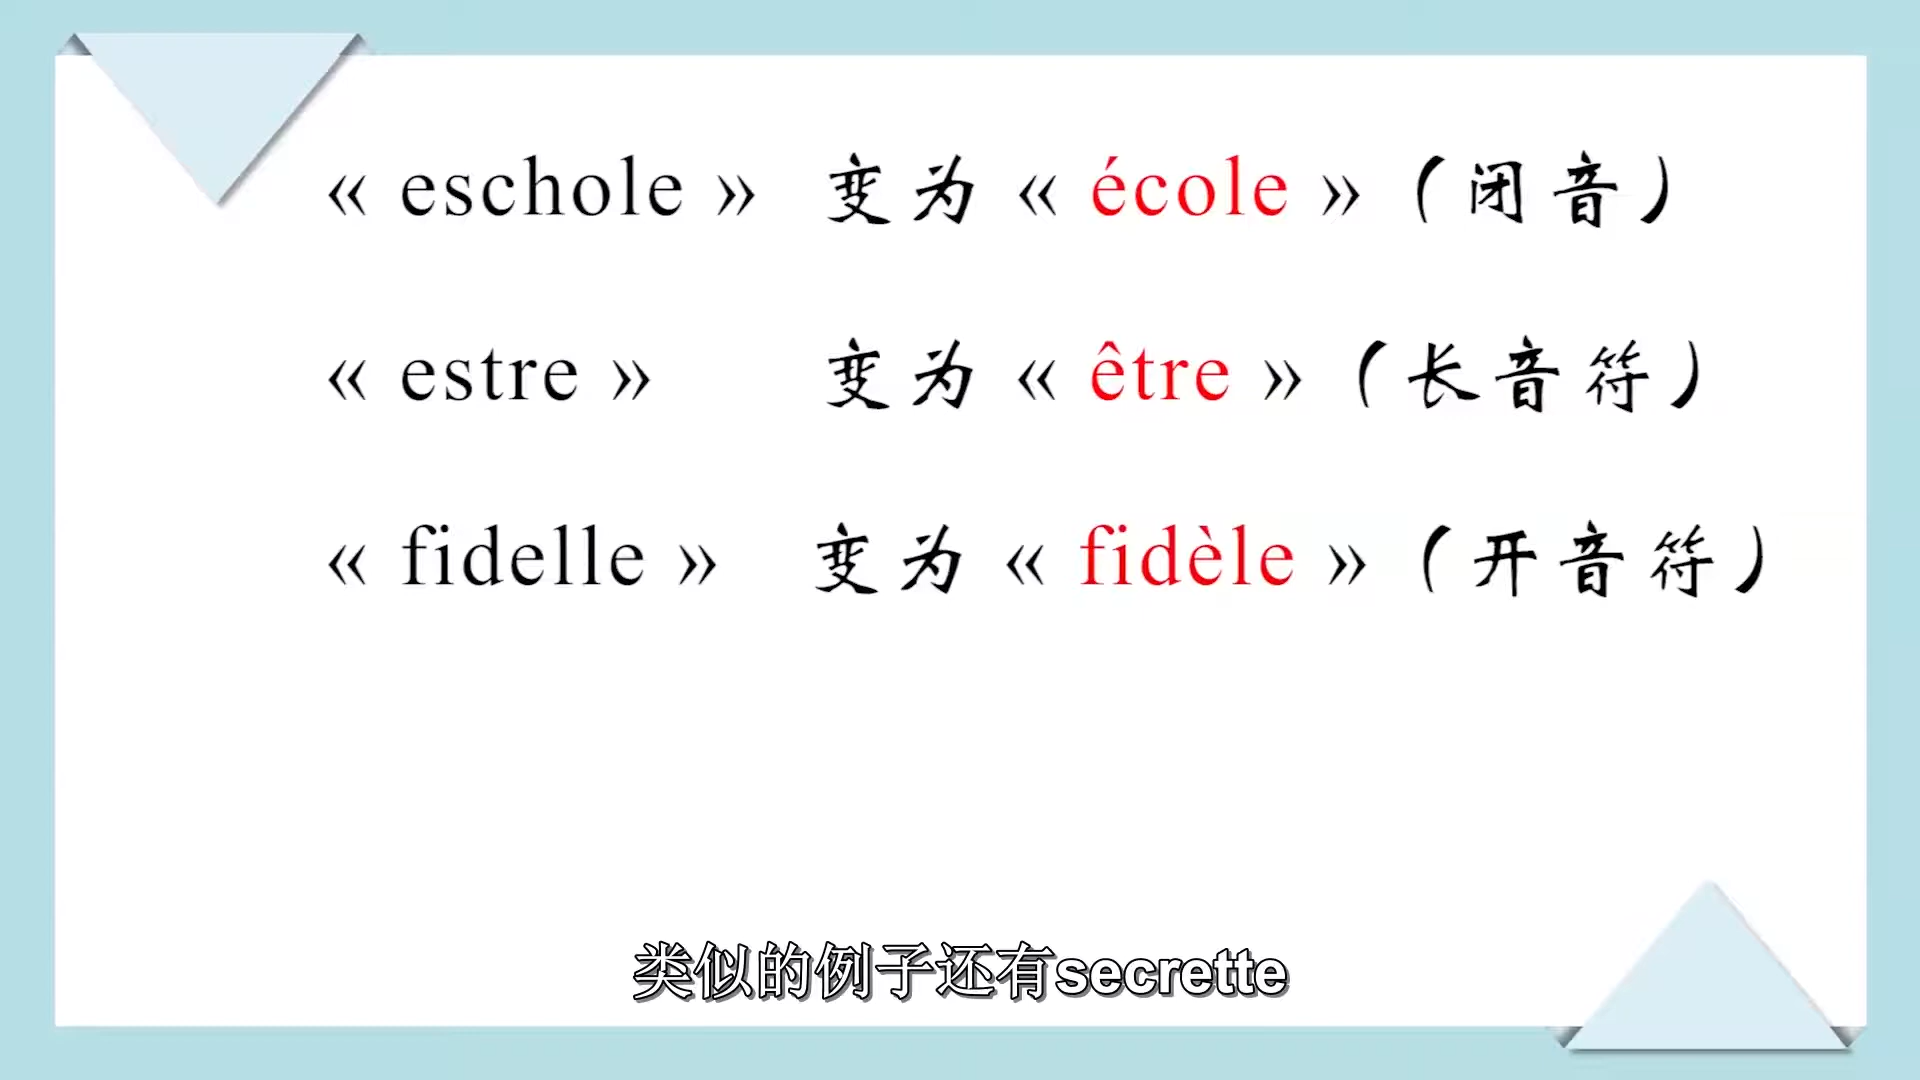 « eschole » 变为 « école »（闭音）
« estre » 变为 « être »（长音符）
« fidelle » 变为 « fidèle »（开音符）
类似的例子还有secrette